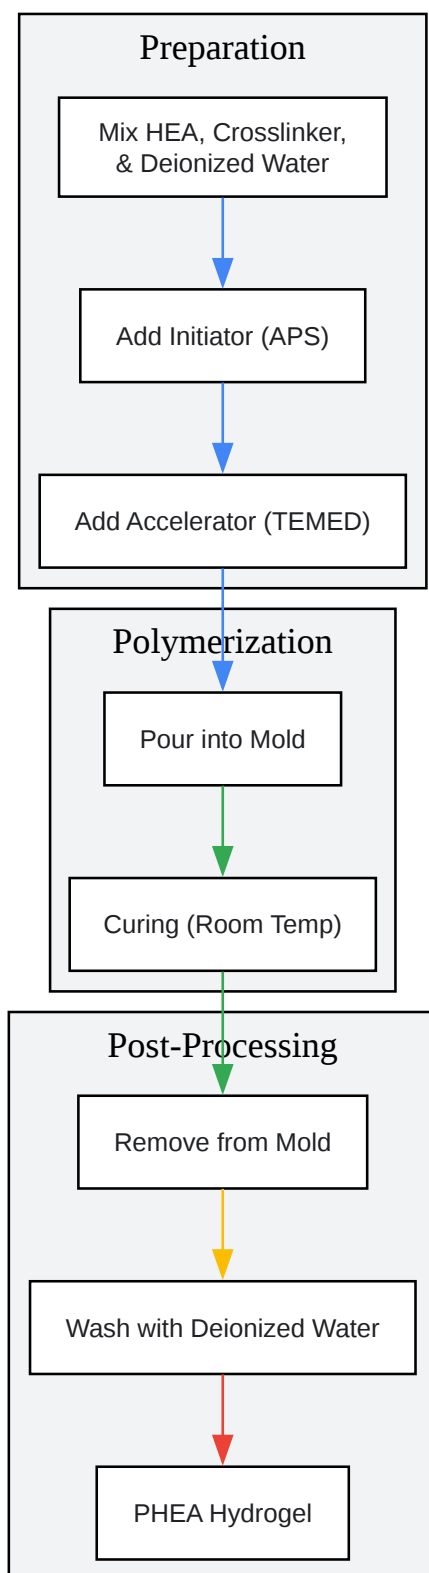 Preparation
Mix HEA, Crosslinker,
& Deionized Water
Add Initiator (APS)
Add Accelerator (TEMED)
Polymerization
Pour into Mold
Curing (Room Temp)
Post-Processing
Remove from Mold
Wash with Deionized Water
PHEA Hydrogel